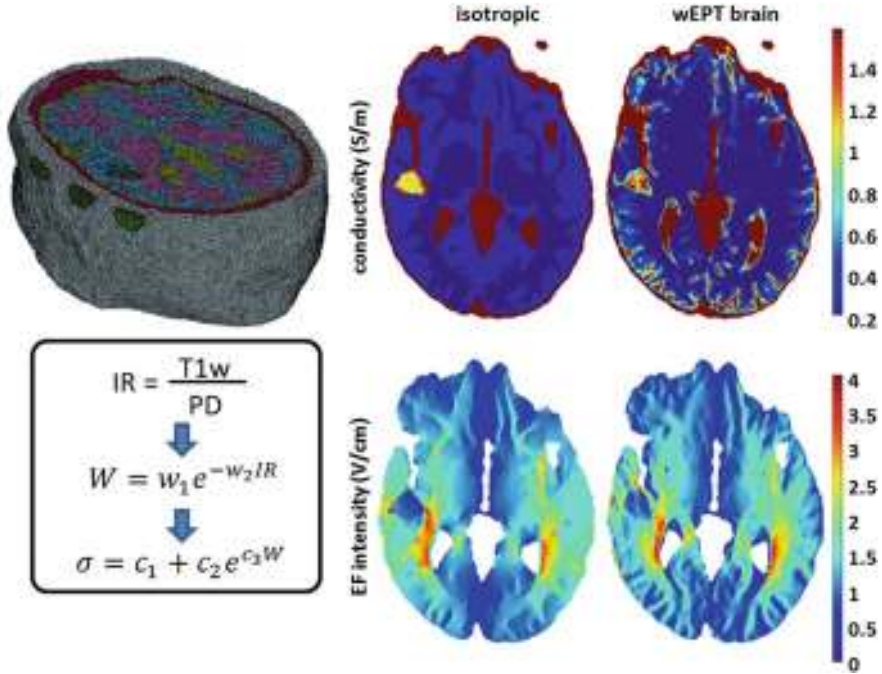 isotropic
wEPT brain
conductivity (S/m)
1.4
1.2
1
0.8
0.6
0.4
0.2
IR = T1w
PD
W = w₁e^{-w₂IR}
σ = c₁ + c₂e^{c₃W}
EF intensity (V/cm)
4
3.5
3
2.5
2
1.5
1
0.5
0